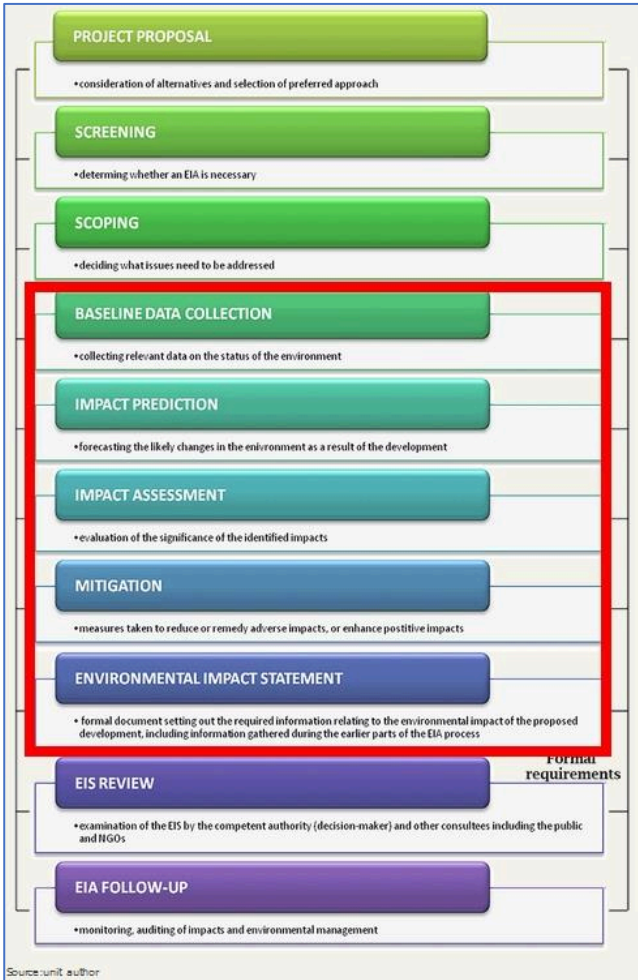 PROJECT PROPOSAL
•consideration of alternatives and selection of preferred approach
SCREENING
•determing whether an EIA is necessary
SCOPING
•deciding what issues need to be addressed
BASELINE DATA COLLECTION
•collecting relevant data on the status of the environment
IMPACT PREDICTION
•forecasting the likely changes in the enivronment as a result of the development
IMPACT ASSESSMENT
•evaluation of the significance of the identified impacts
MITIGATION
•measures taken to reduce or remedy adverse impacts, or enhance postitive impacts
ENVIRONMENTAL IMPACT STATEMENT
• formal document setting out the required information relating to the environmental impact of the proposed
development, including information gathered during the earlier parts of the EIA process
Formal
requirements
EIS REVIEW
•examination of the EIS by the competent authority (decision-maker) and other consultees including the public
and NGOs
EIA FOLLOW-UP
•monitoring, auditing of impacts and environmental management
Source:unit author